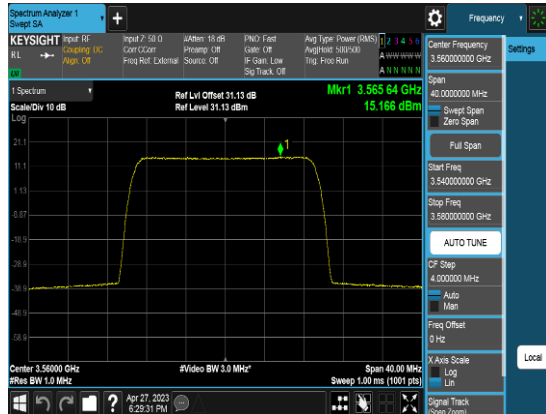 Spectrum Analyzer 1
Swept SA
+
Frequency
KEYSIGHT
RL
Input: RF
Coupling: DC
Align: Off
Input Z: 50 Ω
Corr CCorr
Freq Ref: External
#Atten: 18 dB
Preamp: Off
Source: Off
PNO: Fast
Gate: Off
IF Gain: Low
Sig Track: Off
Avg Type: Power (RMS)
Avg|Hold: 500/500
Trig: Free Run
1 2 3 4 5 6
A W W W W W
A N N N N N
1 Spectrum
Scale/Div 10 dB
Log
Ref Lvl Offset 31.13 dB
Ref Level 31.13 dBm
Mkr1 3.565 64 GHz
15.166 dBm
21.1
11.1
1.13
-8.87
-18.9
-28.9
-38.9
-48.9
-58.9
1
Center 3.56000 GHz
#Res BW 1.0 MHz
#Video BW 3.0 MHz*
Span 40.00 MHz
Sweep 1.00 ms (1001 pts)
Apr 27, 2023
6:29:31 PM
Center Frequency
3.560000000 GHz
Span
40.0000000 MHz
Swept Span
Zero Span
Full Span
Start Freq
3.540000000 GHz
Stop Freq
3.580000000 GHz
AUTO TUNE
CF Step
4.000000 MHz
Auto
Man
Freq Offset
0 Hz
X Axis Scale
Log
Lin
Signal Track
(Span Zoom)
Settings
Local